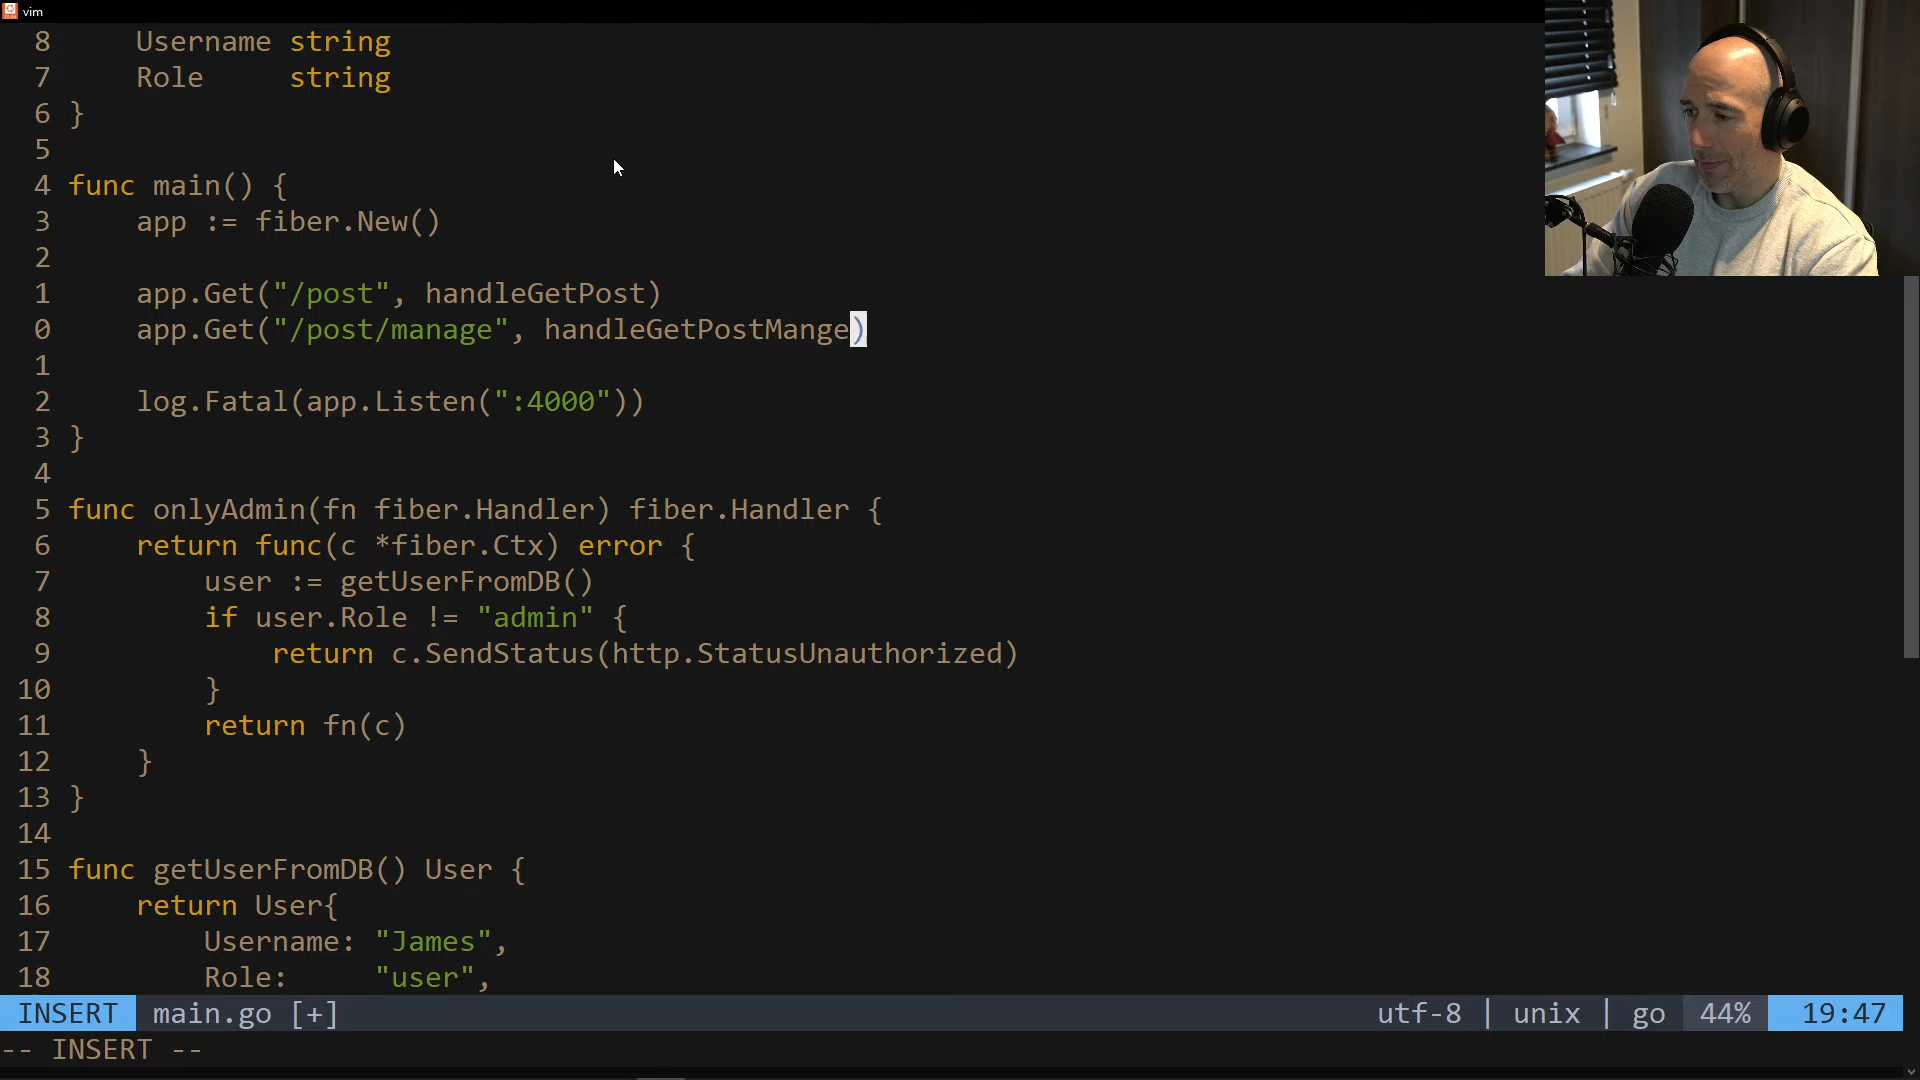 vim
8 Username string
7 Role string
6 }
5
4 func main() {
3 app := fiber.New()
2
1 app.Get("/post", handleGetPost)
0 app.Get("/post/manage", handleGetPostMange)
1
2 log.Fatal(app.Listen(":4000"))
3 }
4
5 func onlyAdmin(fn fiber.Handler) fiber.Handler {
6 return func(c *fiber.Ctx) error {
7 user := getUserFromDB()
8 if user.Role != "admin" {
9 return c.SendStatus(http.StatusUnauthorized)
10 }
11 return fn(c)
12 }
13 }
14
15 func getUserFromDB() User {
16 return User{
17 Username: "James",
18 Role: "user",
INSERT main.go [+] utf-8 | unix | go 44% 19:47
-- INSERT --